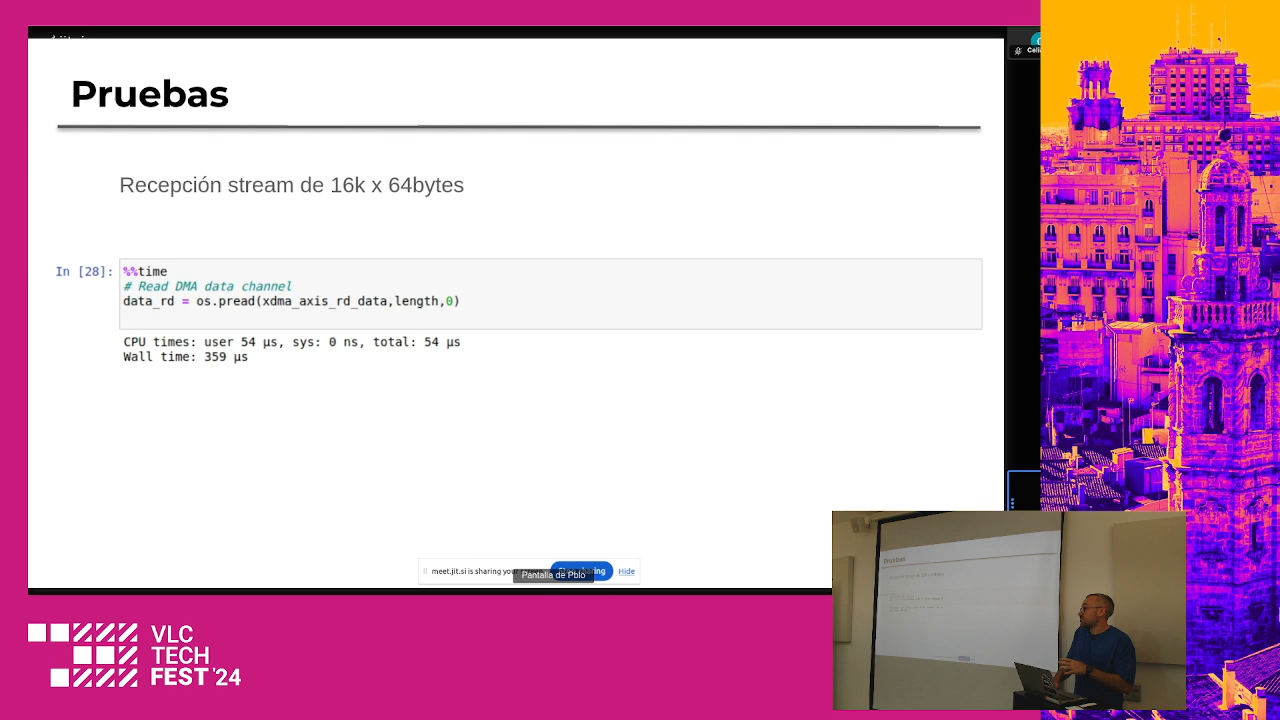 Pruebas
Recepción stream de 16k x 64bytes
In [28]:
%%time
# Read DMA data channel
data_rd = os.pread(xdma_axis_rd_data,length,0)
CPU times: user 54 µs, sys: 0 ns, total: 54 µs
Wall time: 359 µs
meet.jit.si is sharing your
Hide
Pantalla de Pblo
VLC
TECH
FEST'24
Pruebas